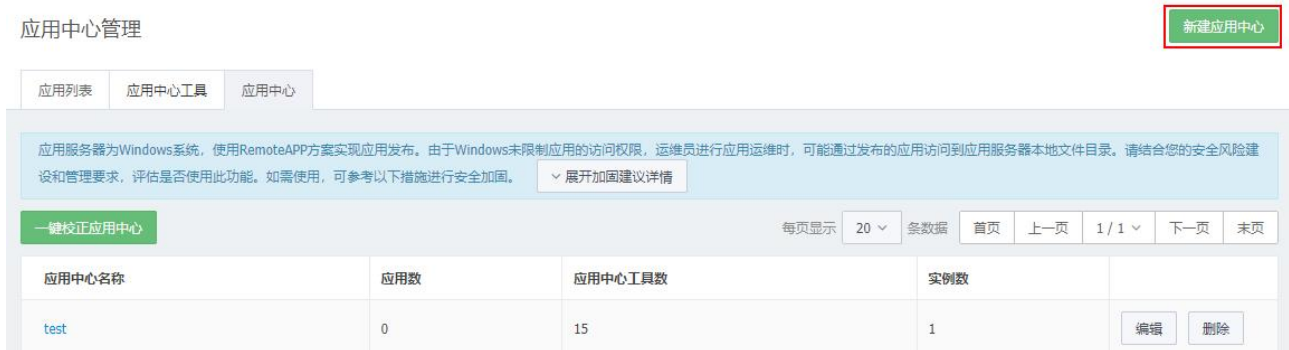 应用中心管理
新建应用中心
应用列表 应用中心工具 应用中心
应用服务器为Windows系统，使用RemoteAPP方案实现应用发布。由于Windows未限制应用的访问权限，运维员进行应用运维时，可能通过发布的应用访问到应用服务器本地文件目录。请结合您的安全风险建
设和管理要求，评估是否使用此功能。如需使用，可参考以下措施进行安全加固。 展开加固建议详情
一键校正应用中心 每页显示 20 条数据 首页 上一页 1 / 1 下一页 末页
应用中心名称 应用数 应用中心工具数 实例数
test 0 15 1 编辑 删除